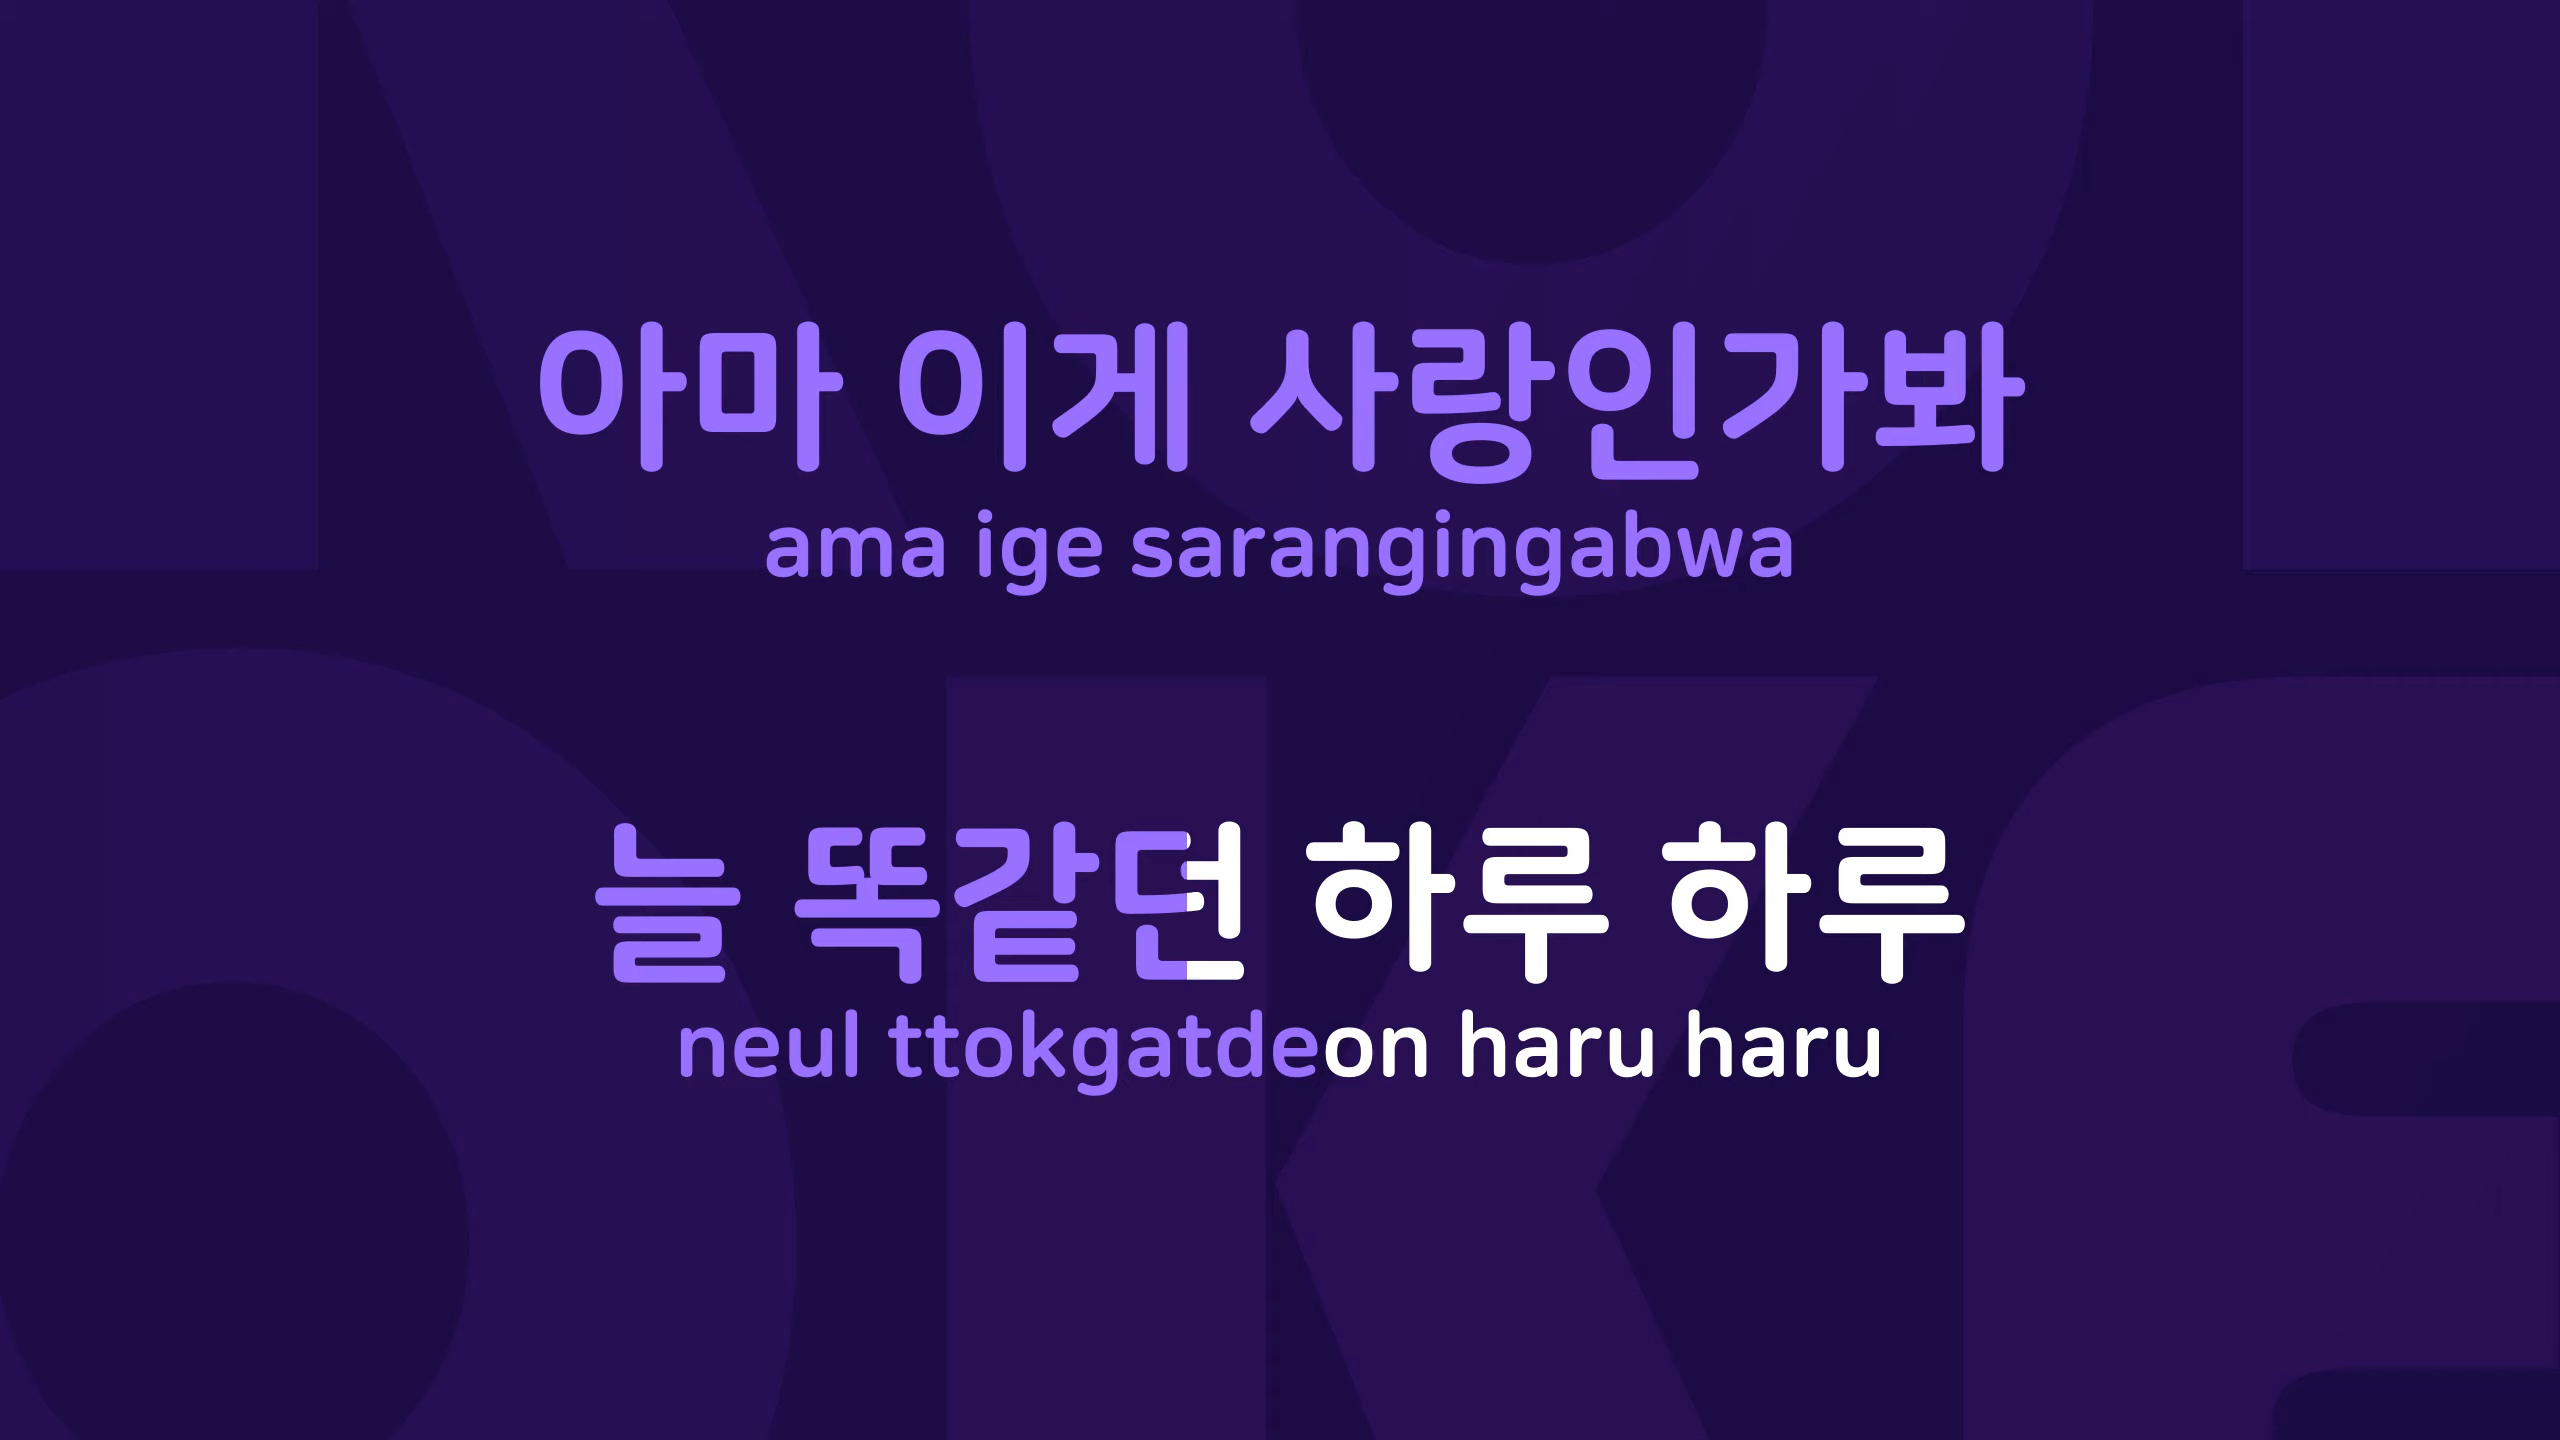 아마 이게 사랑인가봐
ama ige sarangingabwa
늘 똑같던 하루 하루
neul ttokgatdeon haru haru